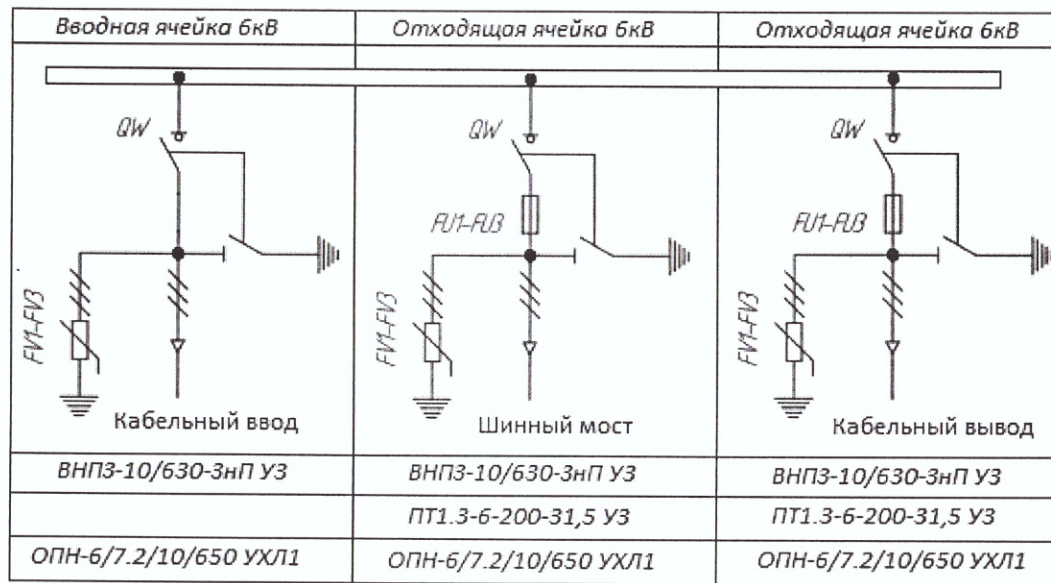 Вводная ячейка 6кВ
Отходящая ячейка 6кВ
Отходящая ячейка 6кВ
QW
QW
QW
FU1-FU3
FU1-FU3
FV1-FV3
FV1-FV3
FV1-FV3
Кабельный ввод
Шинный мост
Кабельный вывод
ВНПЗ-10/630-ЗнП У3
ВНПЗ-10/630-ЗнП У3
ВНПЗ-10/630-ЗнП У3
ПТ1.3-6-200-31,5 У3
ПТ1.3-6-200-31,5 У3
ОПН-6/7.2/10/650 УХЛ1
ОПН-6/7.2/10/650 УХЛ1
ОПН-6/7.2/10/650 УХЛ1